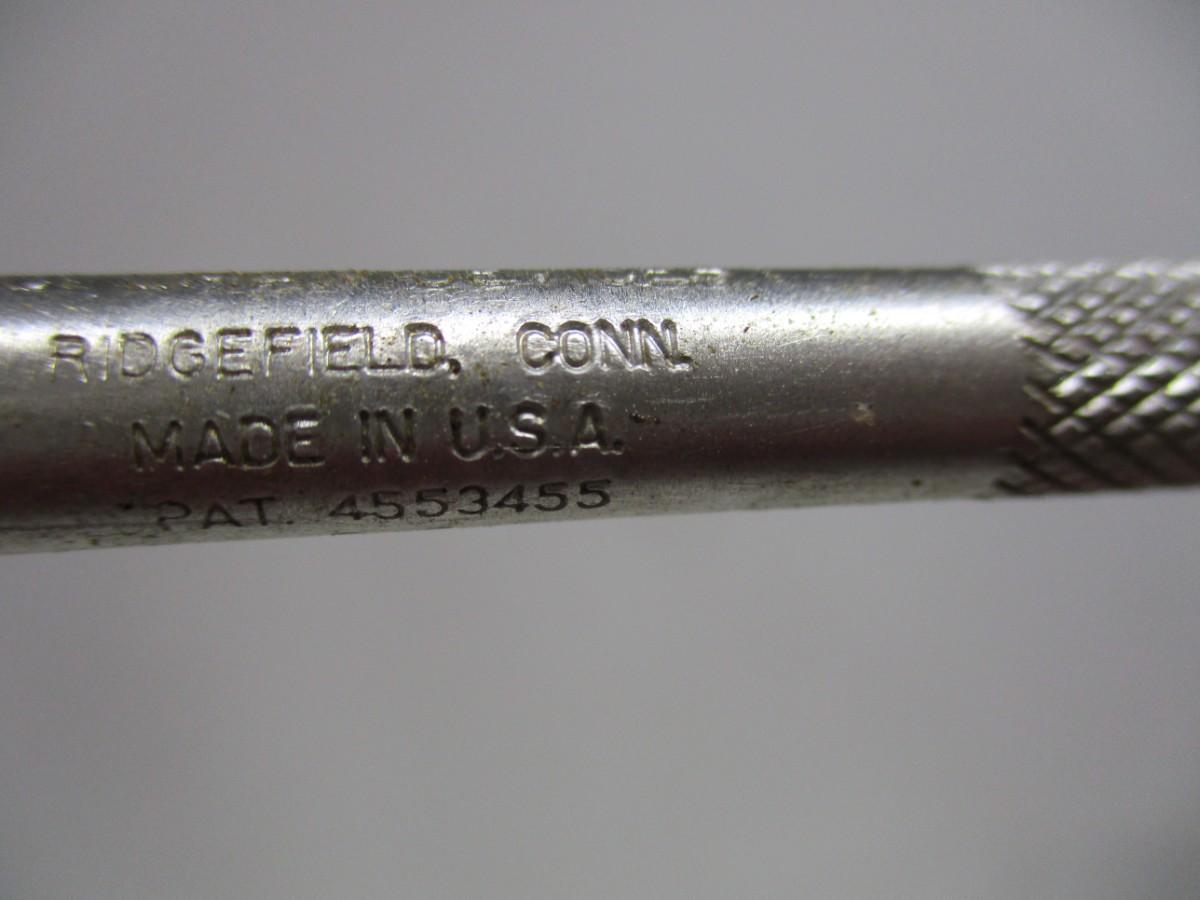 RIDGEFIELD, CONN.
MADE IN U.S.A.
PAT. 4553455